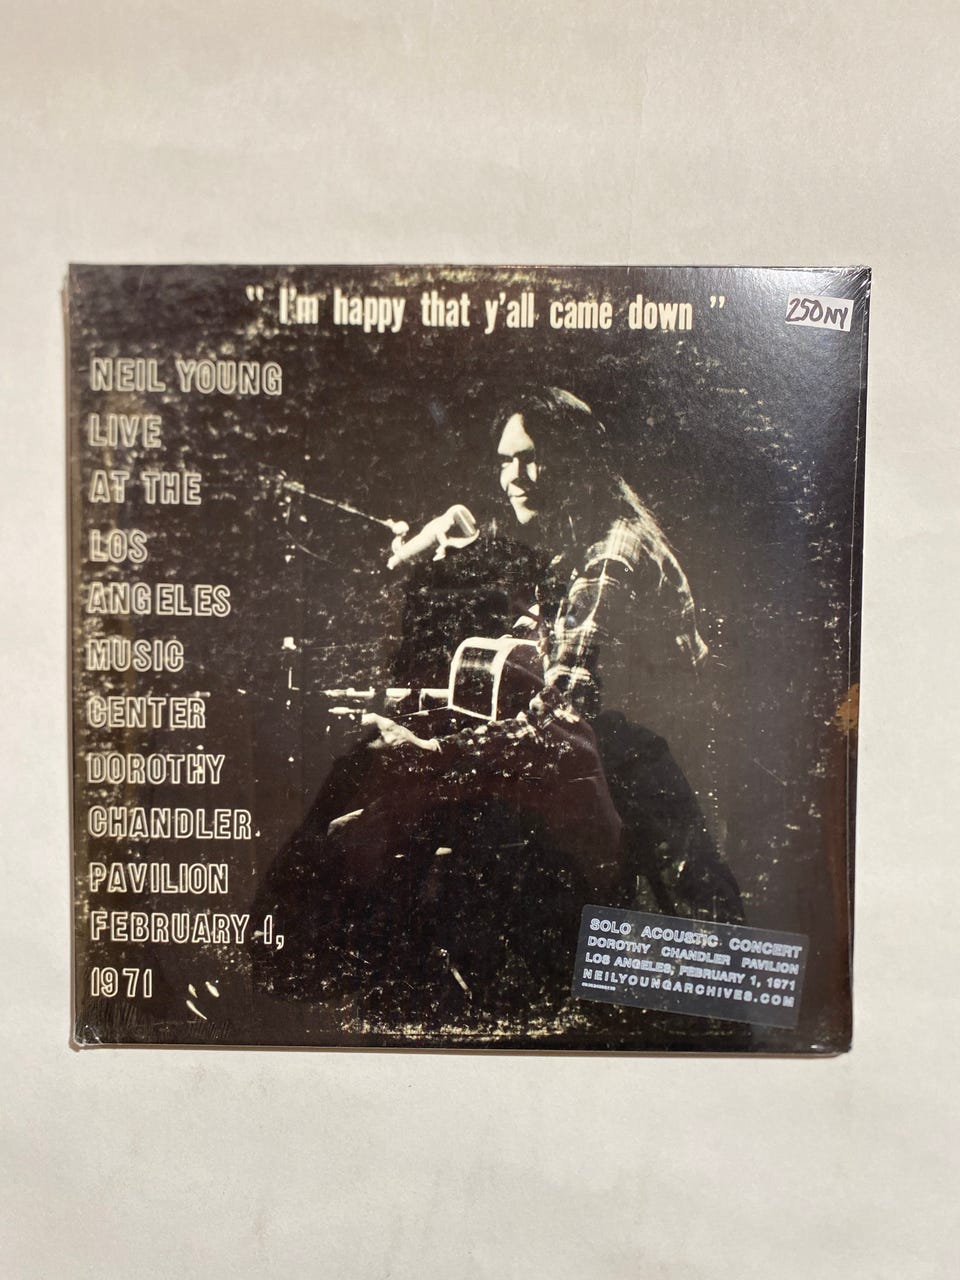 " I'm happy that y'all came down "
250NY
NEIL YOUNG
LIVE
AT THE
LOS
ANGELES
MUSIC
CENTER
DOROTHY
CHANDLER
PAVILION
FEBRUARY 1,
1971
SOLO ACOUSTIC CONCERT
DOROTHY CHANDLER PAVILION
LOS ANGELES, FEBRUARY 1, 1971
NEILYOUNGARCHIVES.COM